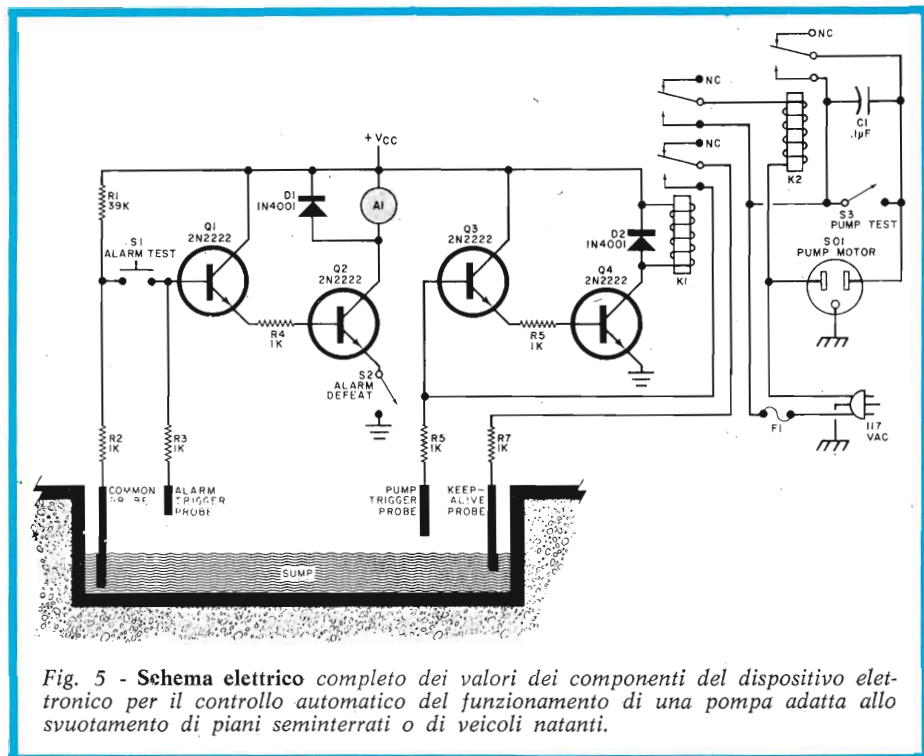 NC
NC
C1
.1µF
+VCC
NC
K2
R1
39K
D1
1N4001
A1
S3
PUMP TEST
S1
ALARM TEST
Q1
2N2222
Q3
2N2222
D2
1N4001
SO1
PUMP MOTOR
Q2
2N2222
Q4
2N2222
K1
R4
1K
R5
1K
S2
ALARM
DEFEAT
F1
117
VAC
R2
1K
R3
1K
R5
1K
R7
1K
COMMON
ALARM
TRIGGER
PROBE
PUMP
TRIGGER
PROBE
KEEP-
ALIVE
PROBE
SUMP
Fig. 5 - Schema elettrico completo dei valori dei componenti del dispositivo elet-
tronico per il controllo automatico del funzionamento di una pompa adatta allo
svuotamento di piani seminterrati o di veicoli natanti.